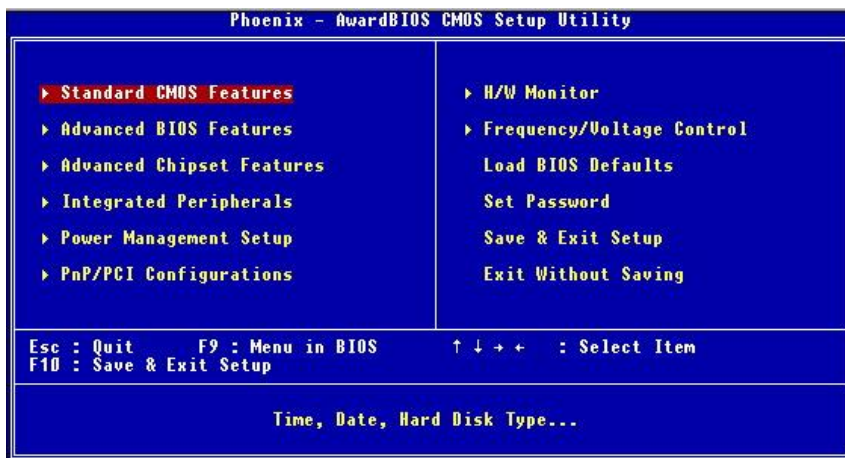 Phoenix - AwardBIOS CMOS Setup Utility
▸ Standard CMOS Features
▸ Advanced BIOS Features
▸ Advanced Chipset Features
▸ Integrated Peripherals
▸ Power Management Setup
▸ PnP/PCI Configurations
▸ H/W Monitor
▸ Frequency/Voltage Control
Load BIOS Defaults
Set Password
Save & Exit Setup
Exit Without Saving
Esc : Quit F9 : Menu in BIOS ↑ ↓ → ← : Select Item
F10 : Save & Exit Setup
Time, Date, Hard Disk Type...